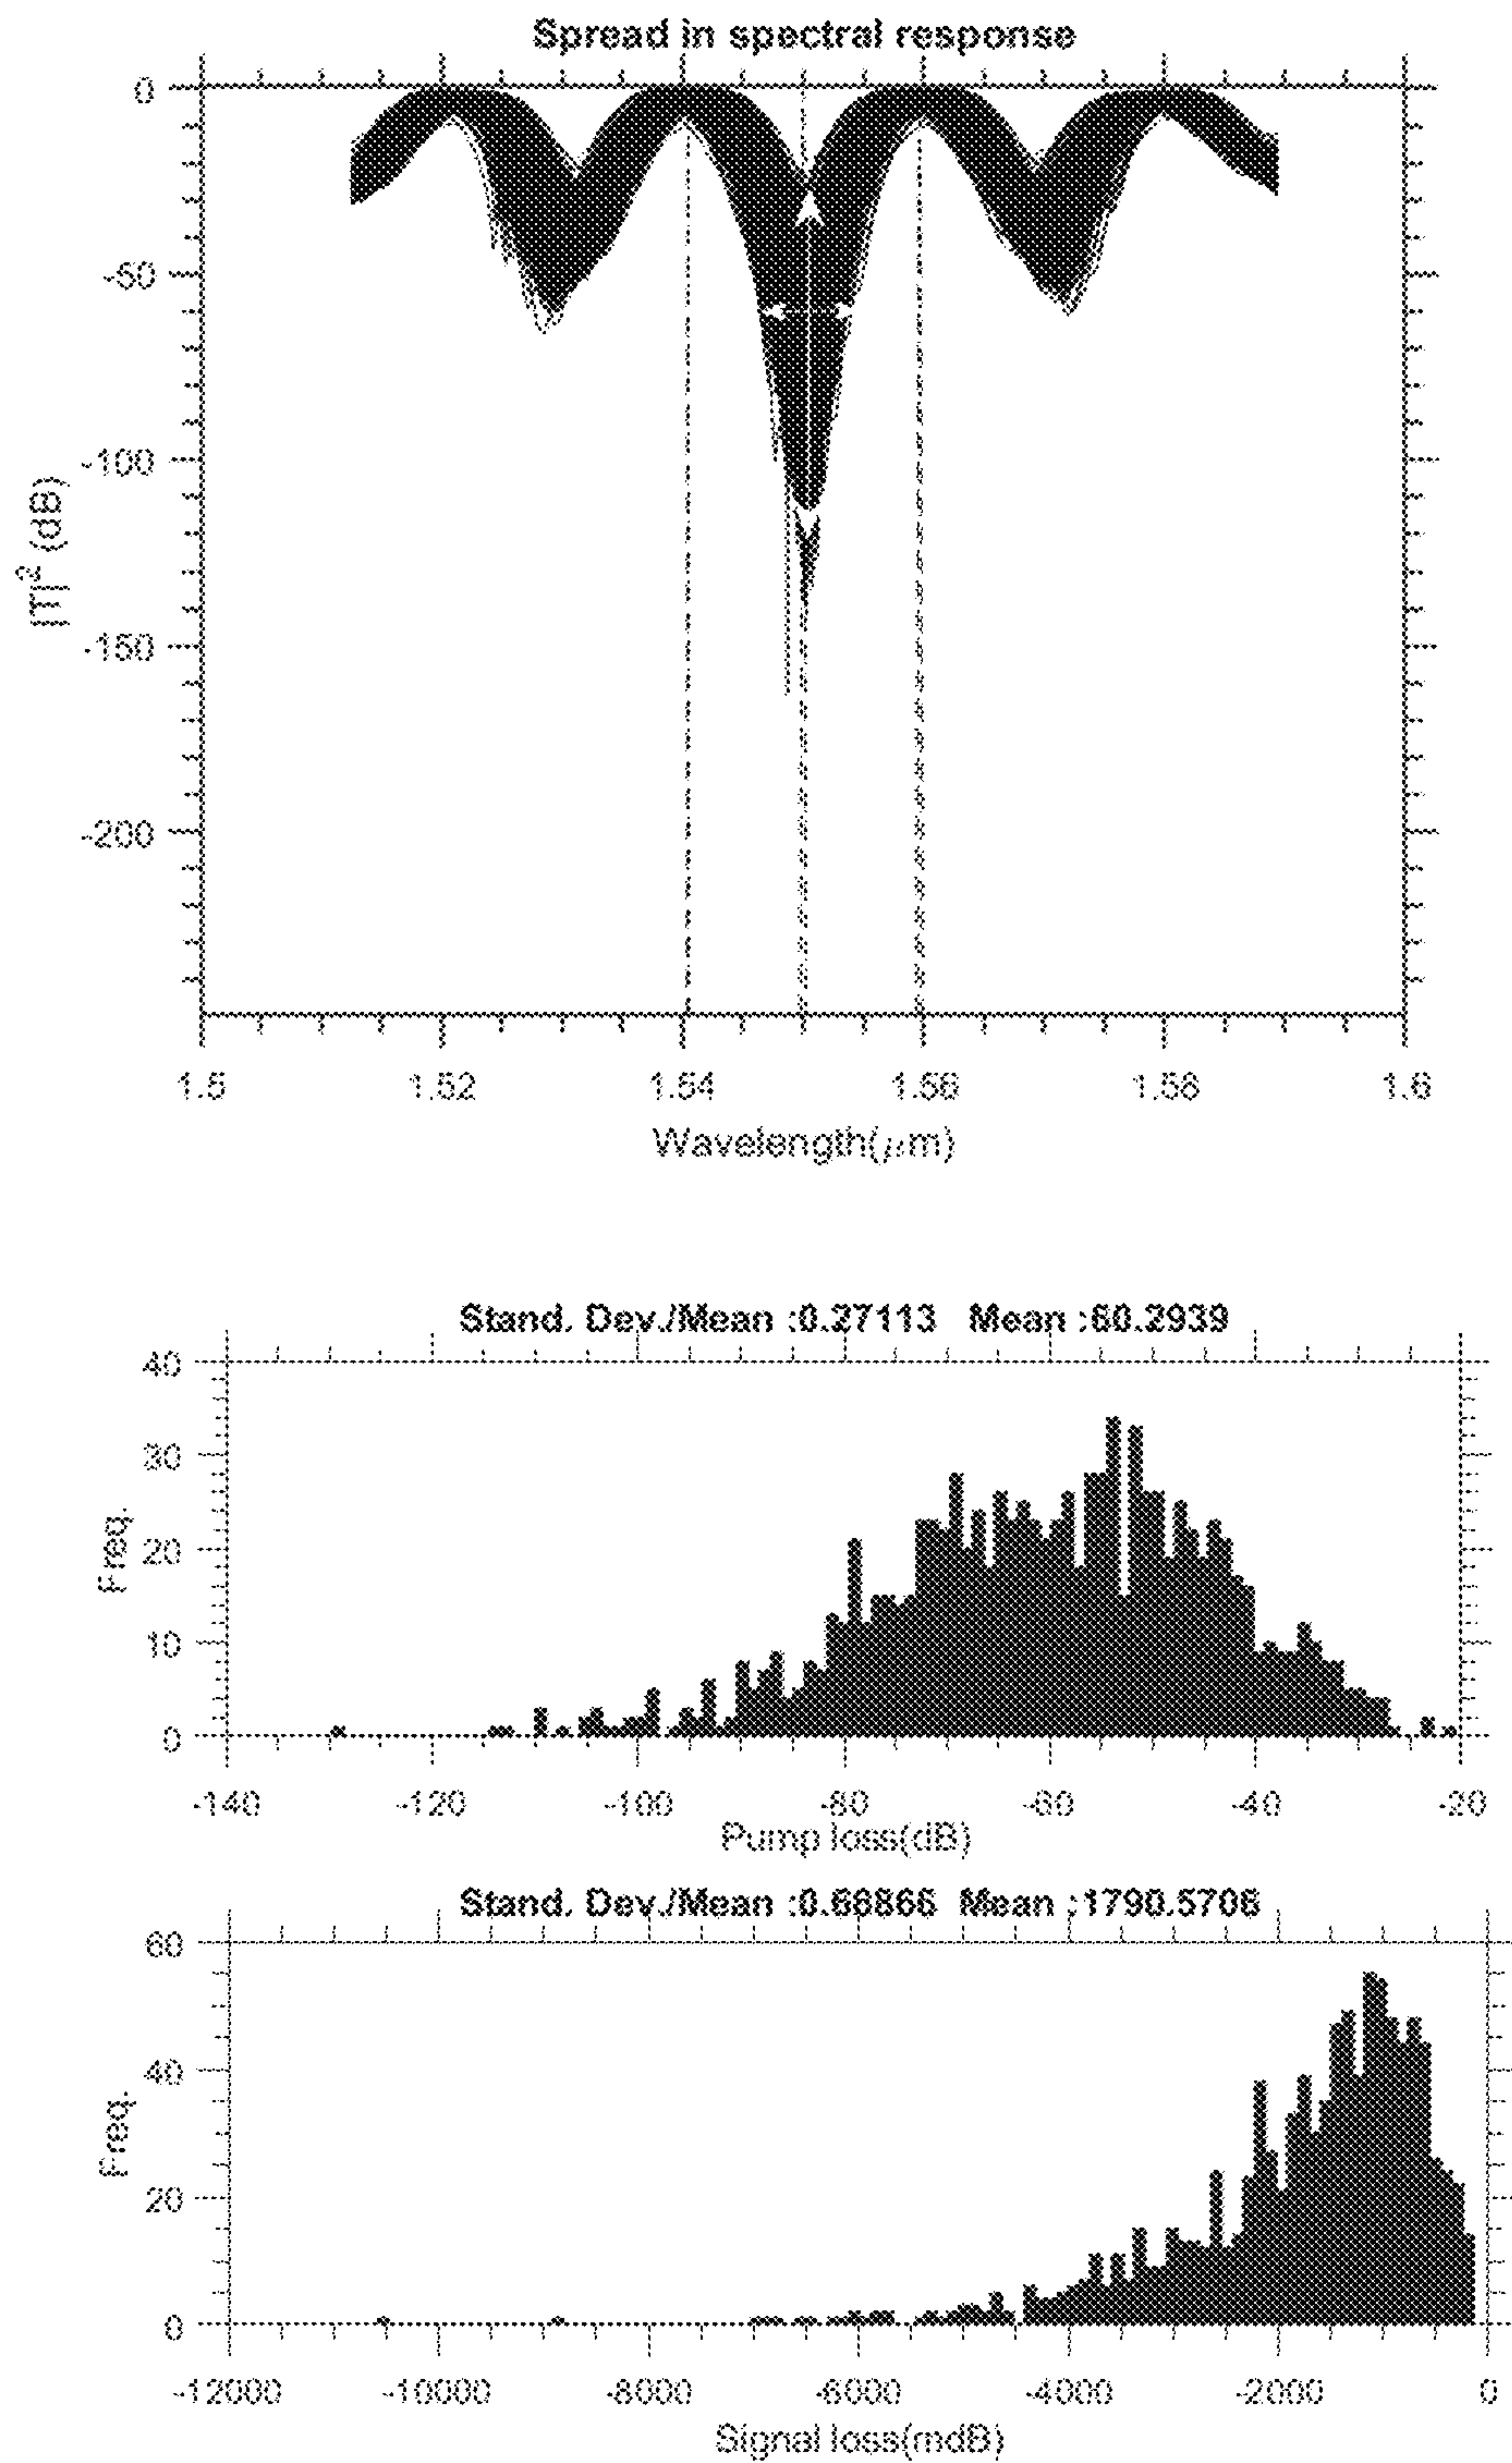 Spread in spectral response
0
-50
-100
-150
-200
|T|² (dB)
1.5 1.52 1.54 1.56 1.58 1.6
Wavelength(μm)
Stand. Dev./Mean :0.27113 Mean :60.2939
40
30
20
10
0
Freq.
-140 -120 -100 -80 -60 -40 -20
Pump loss(dB)
Stand. Dev./Mean :0.66866 Mean :1790.5706
60
40
20
0
Freq.
-12000 -10000 -8000 -6000 -4000 -2000 0
Signal loss(mdB)